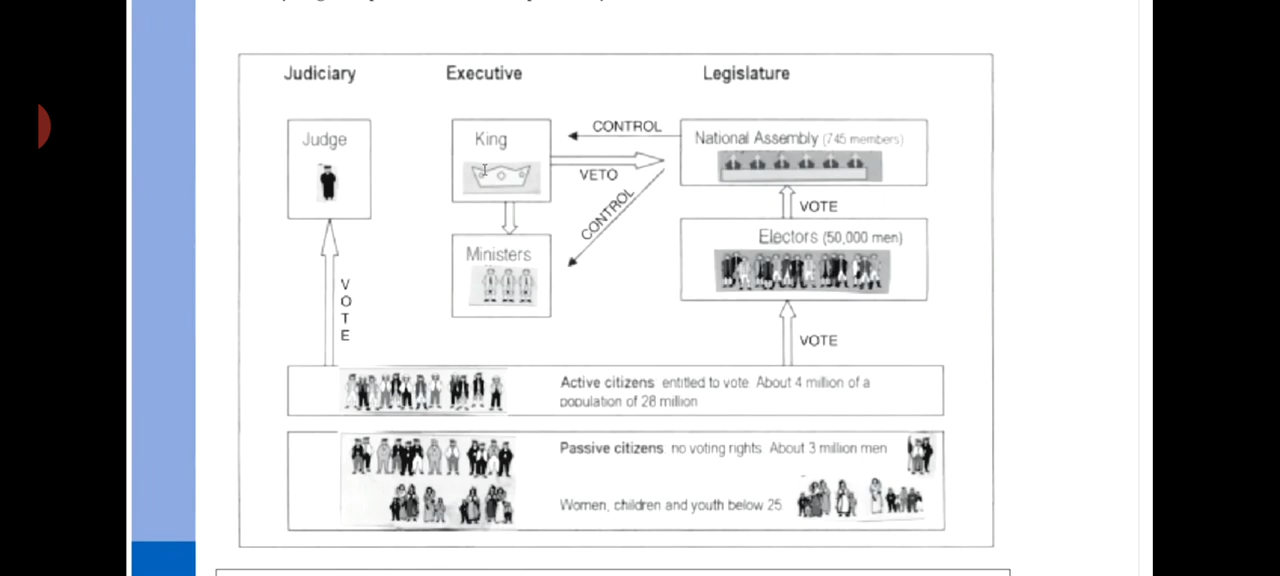 Judiciary
Executive
Legislature
Judge
King
CONTROL
National Assembly (745 members)
VETO
CONTROL
VOTE
Ministers
Electors (50,000 men)
VOTE
VOTE
Active citizens entitled to vote. About 4 million of a
population of 28 million
Passive citizens no voting rights. About 3 million men
Women, children and youth below 25.